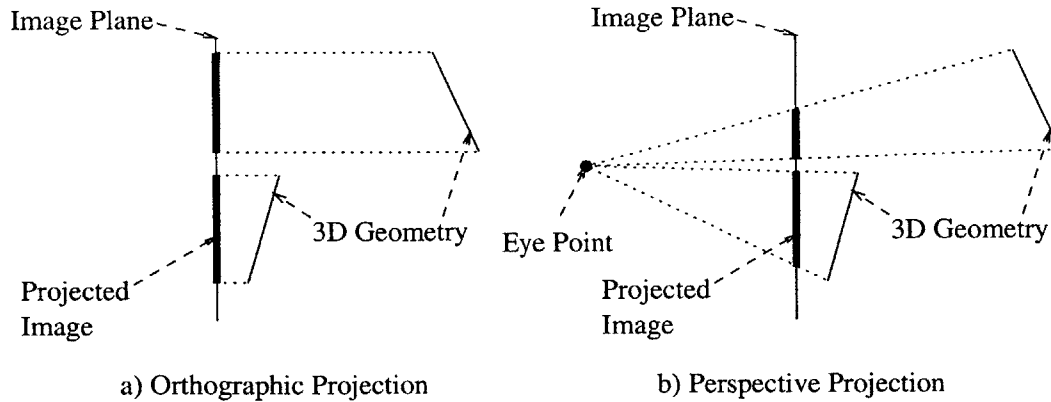 Image Plane
3D Geometry
Projected
Image
a) Orthographic Projection
Image Plane
Eye Point
3D Geometry
Projected
Image
b) Perspective Projection